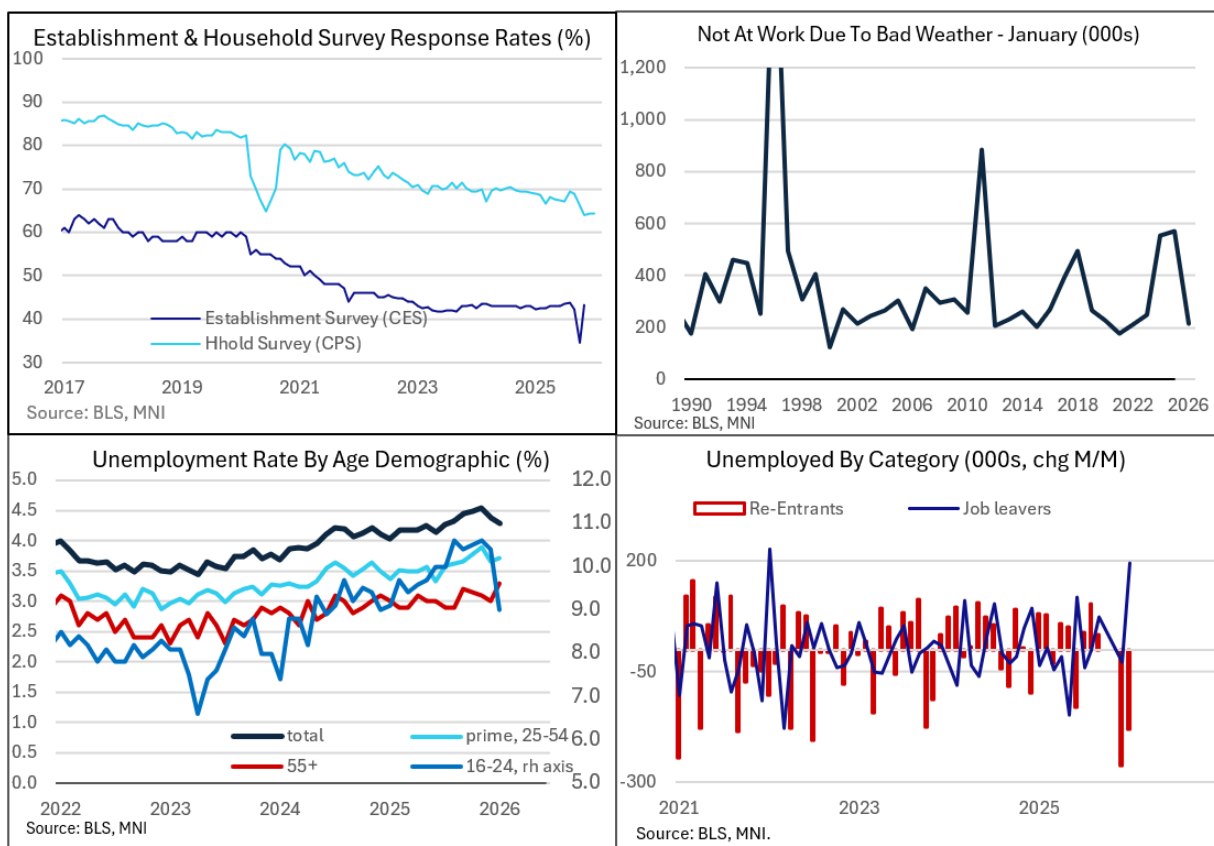 Establishment & Household Survey Response Rates (%)
100
90
80
70
60
50
40
30
Establishment Survey (CES)
Hhold Survey (CPS)
2017 2019 2021 2023 2025
Source: BLS, MNI
Not At Work Due To Bad Weather - January (000s)
1,200
1,000
800
600
400
200
0
1990 1994 1998 2002 2006 2010 2014 2018 2022 2026
Source: BLS, MNI
Unemployment Rate By Age Demographic (%)
5.0 12.0
4.5
4.0 11.0
3.5 10.0
3.0
2.5 9.0
2.0 8.0
1.5 7.0
1.0
0.5 6.0
0.0 5.0
total prime, 25-54
55+ 16-24, rh axis
2022 2023 2024 2025 2026
Source: BLS, MNI
Unemployed By Category (000s, chg M/M)
Re-Entrants Job leavers
200
-50
-300
2021 2023 2025
Source: BLS, MNI.